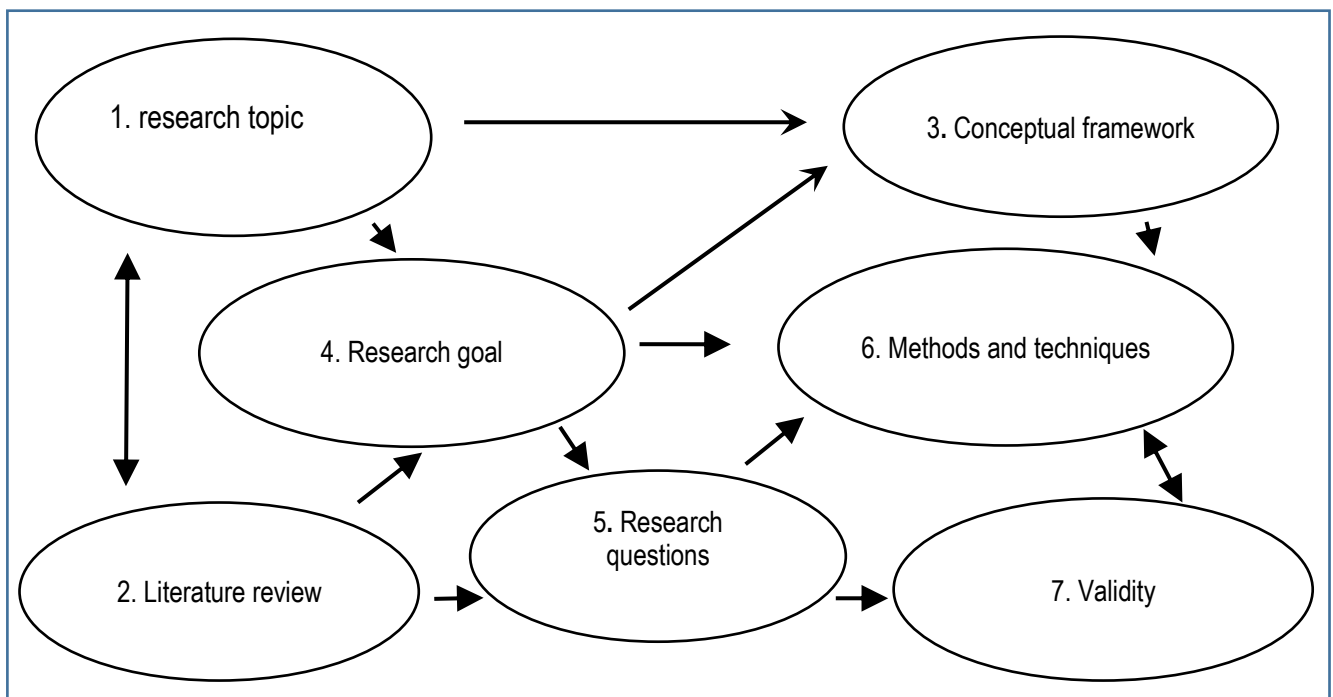 1. research topic
3. Conceptual framework
4. Research goal
6. Methods and techniques
5. Research
questions
2. Literature review
7. Validity